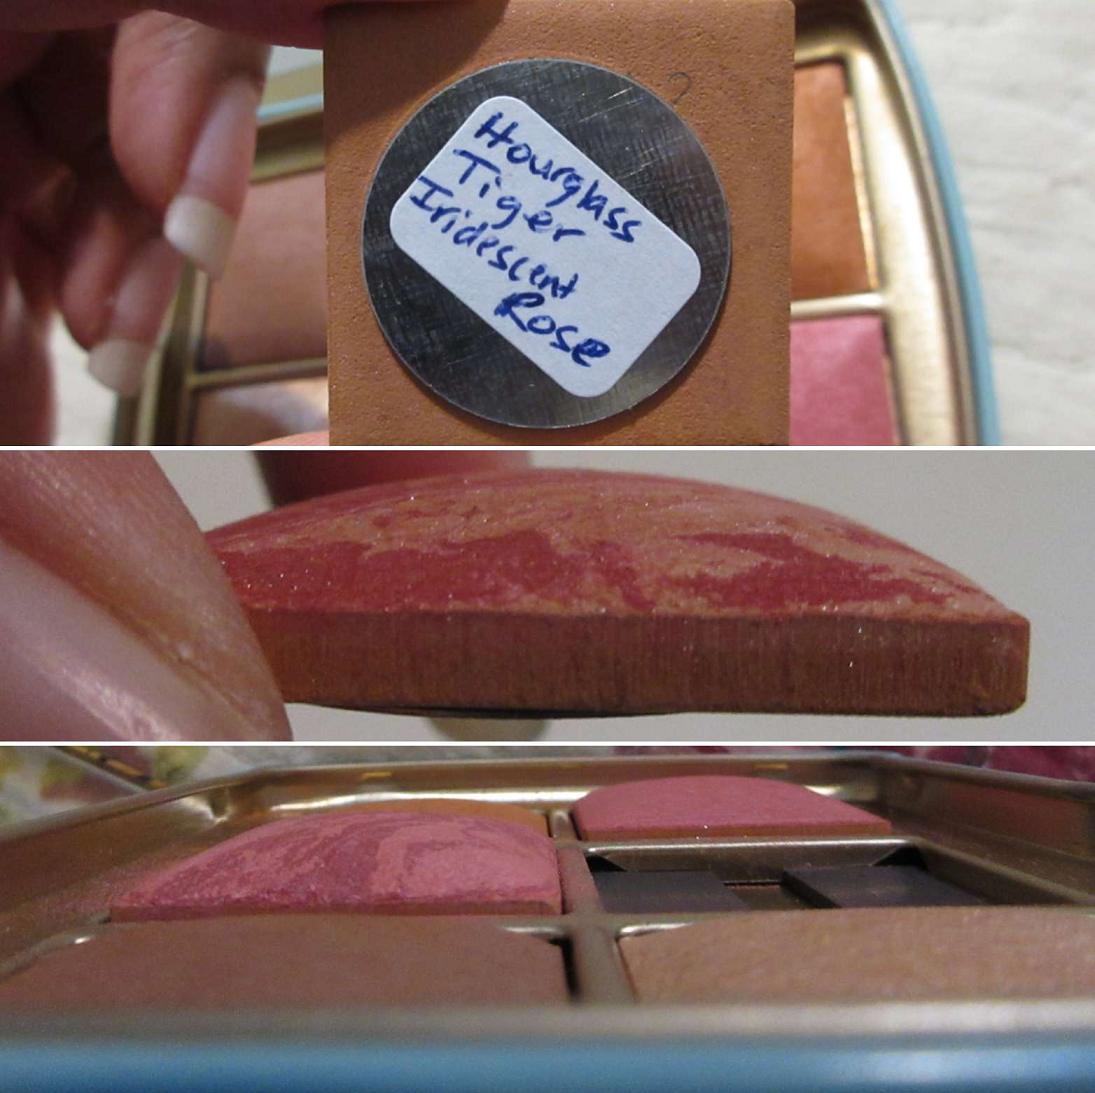 Hourglass
Tiger
Iridescent
Rose